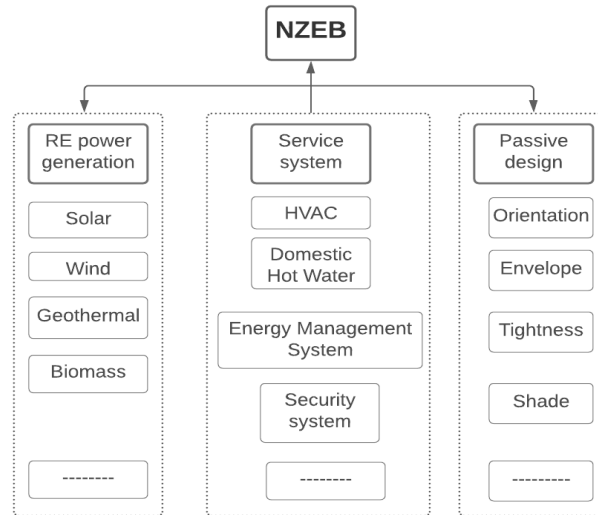 NZEB
RE power
generation
Solar
Wind
Geothermal
Biomass
--------
Service
system
HVAC
Domestic
Hot Water
Energy Management
System
Security
system
--------
Passive
design
Orientation
Envelope
Tightness
Shade
---------